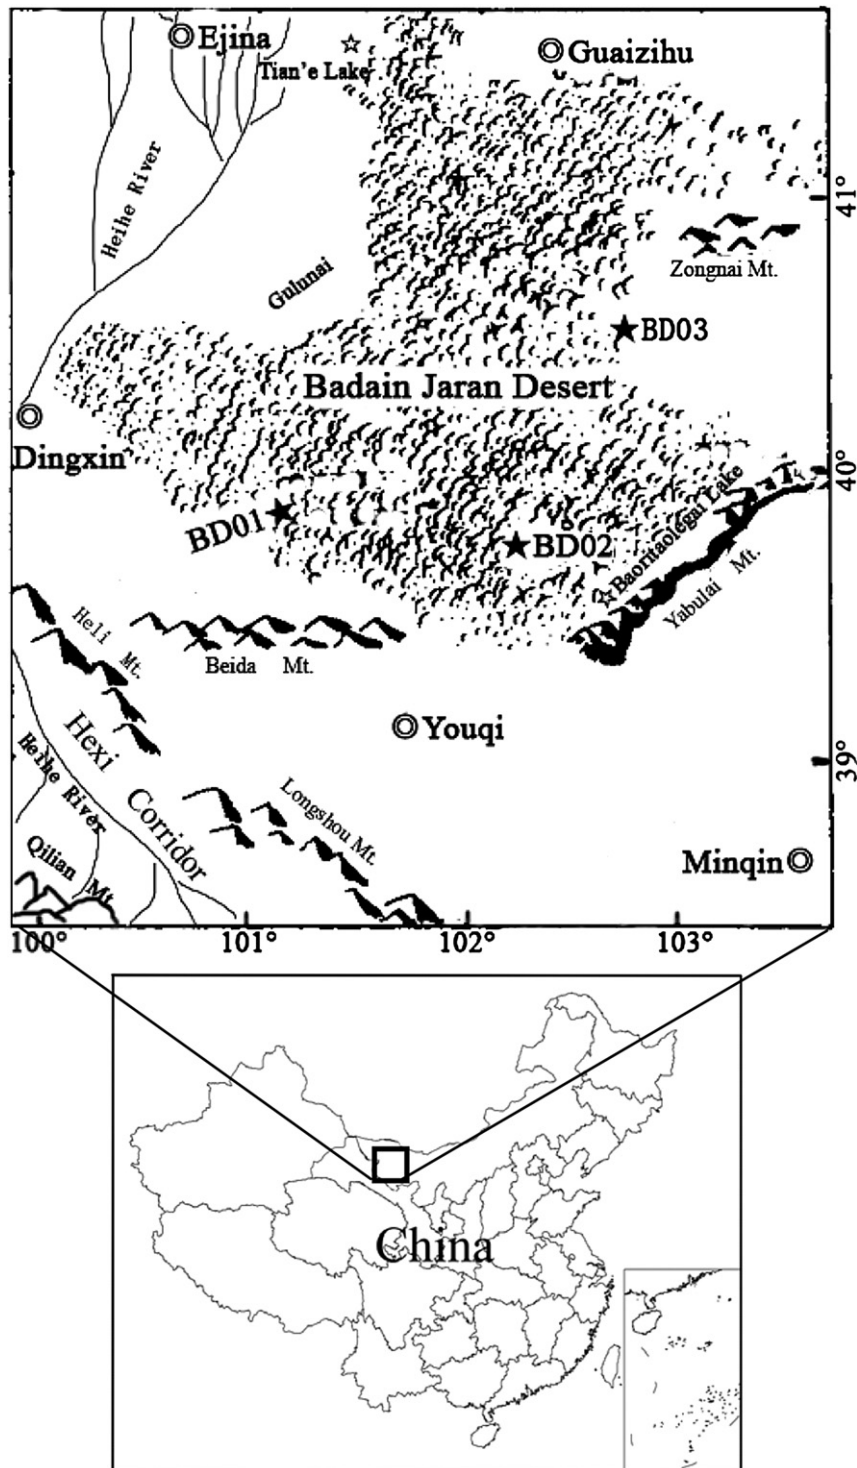 Ejina
Guaizihu
Tian'e Lake
Heihe River
41°
Gulunai
Zongnai Mt.
BD03
Badain Jaran Desert
Dingxin
40°
BD01
BD02
Baoritaolegai Lake
Yabulai Mt.
Heli Mt.
Beida Mt.
Youqi
Hexi Corridor
Heihe River
39°
Longshou Mt.
Qilian Mt.
Minqin
100°
101°
102°
103°
China